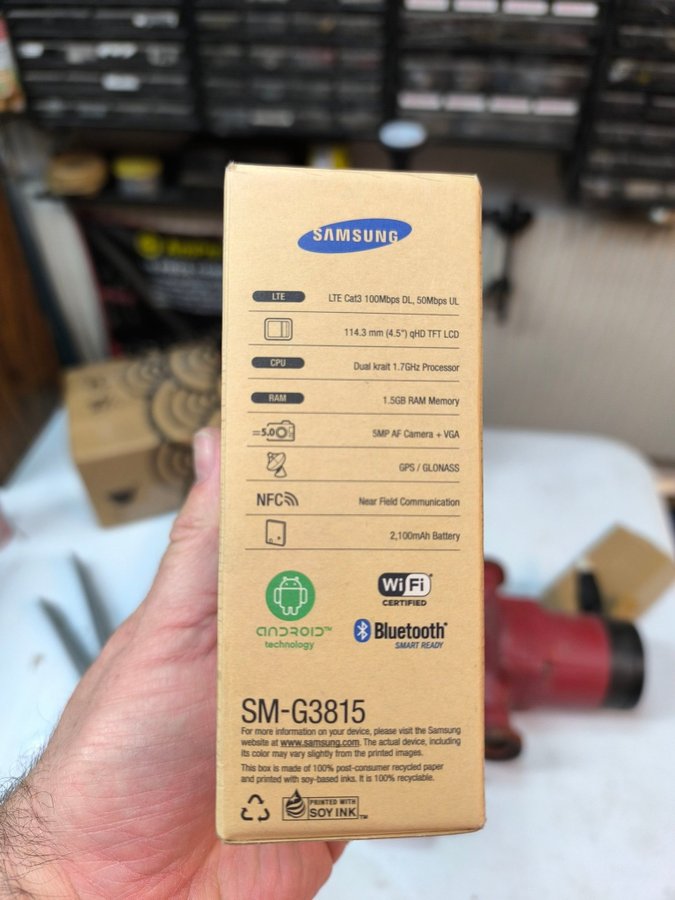 SAMSUNG
LTE LTE Cat3 100Mbps DL, 50Mbps UL
114.3 mm (4.5") qHD TFT LCD
CPU Dual krait 1.7GHz Processor
RAM 1.5GB RAM Memory
=5.0 5MP AF Camera + VGA
GPS / GLONASS
NFC Near Field Communication
2,100mAh Battery
Wi Fi
CERTIFIED
ANDROID™
technology
Bluetooth®
SMART READY
SM-G3815
For more information on your device, please visit the Samsung
website at www.samsung.com. The actual device, including
its color may vary slightly from the printed images.
This box is made of 100% post-consumer recycled paper
and printed with soy-based inks. It is 100% recyclable.
PRINTED WITH
SOY INK™